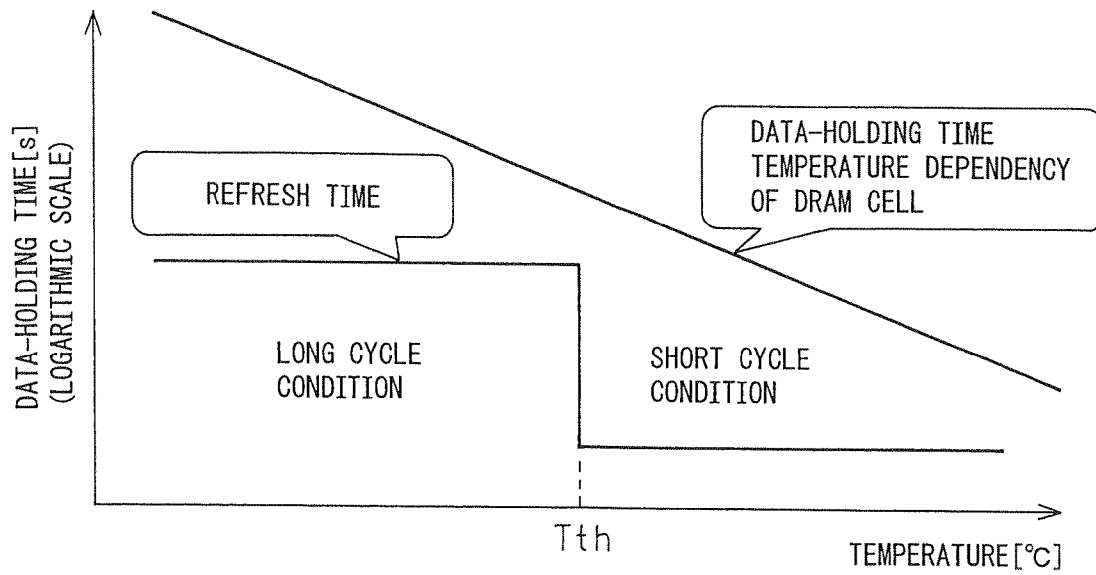 DATA-HOLDING TIME[s]
(LOGARITHMIC SCALE)
REFRESH TIME
DATA-HOLDING TIME
TEMPERATURE DEPENDENCY
OF DRAM CELL
LONG CYCLE
CONDITION
SHORT CYCLE
CONDITION
Tth
TEMPERATURE[℃]